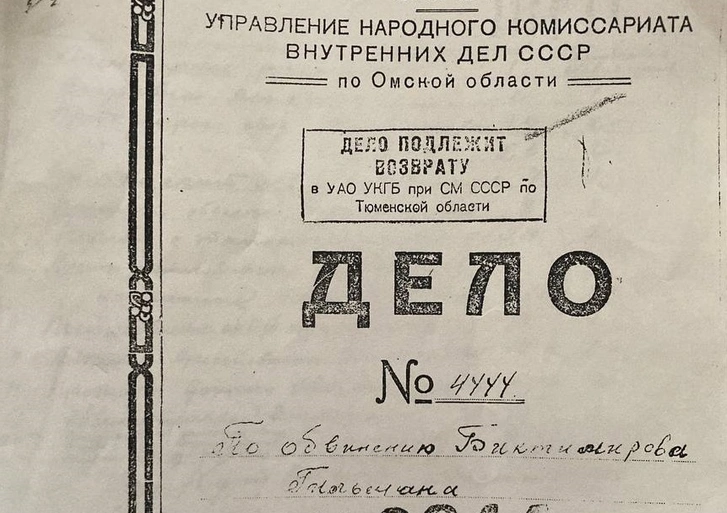 УПРАВЛЕНИЕ НАРОДНОГО КОМИССАРИАТА
ВНУТРЕННИХ ДЕЛ СССР
по Омской области
ДЕЛО ПОДЛЕЖИТ
ВОЗВРАТУ
в УАО УКГБ при СМ СССР по
Тюменской области
ДЕЛО
№ 4444
По обвинению Биктимирова